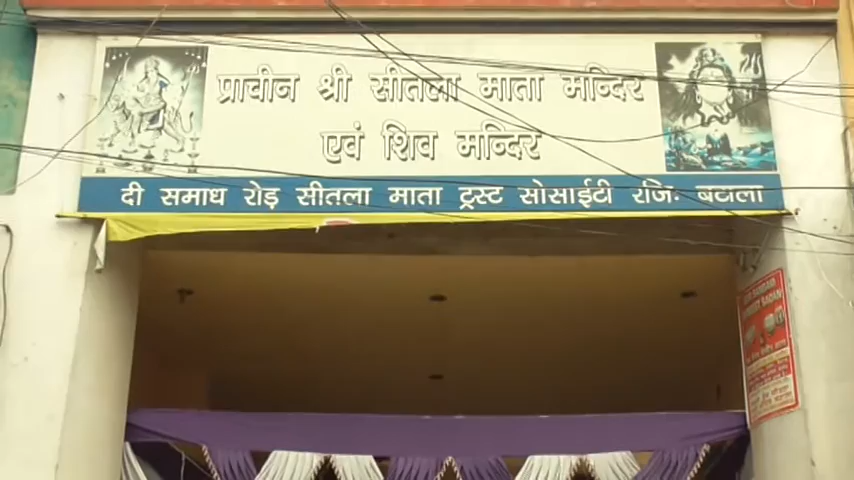 प्राचीन श्री सीतला माता मन्दिर
एवं शिव मन्दिर
दी समाध रोड़ सीतला माता ट्रस्ट सोसाईटी रजि. बटाला